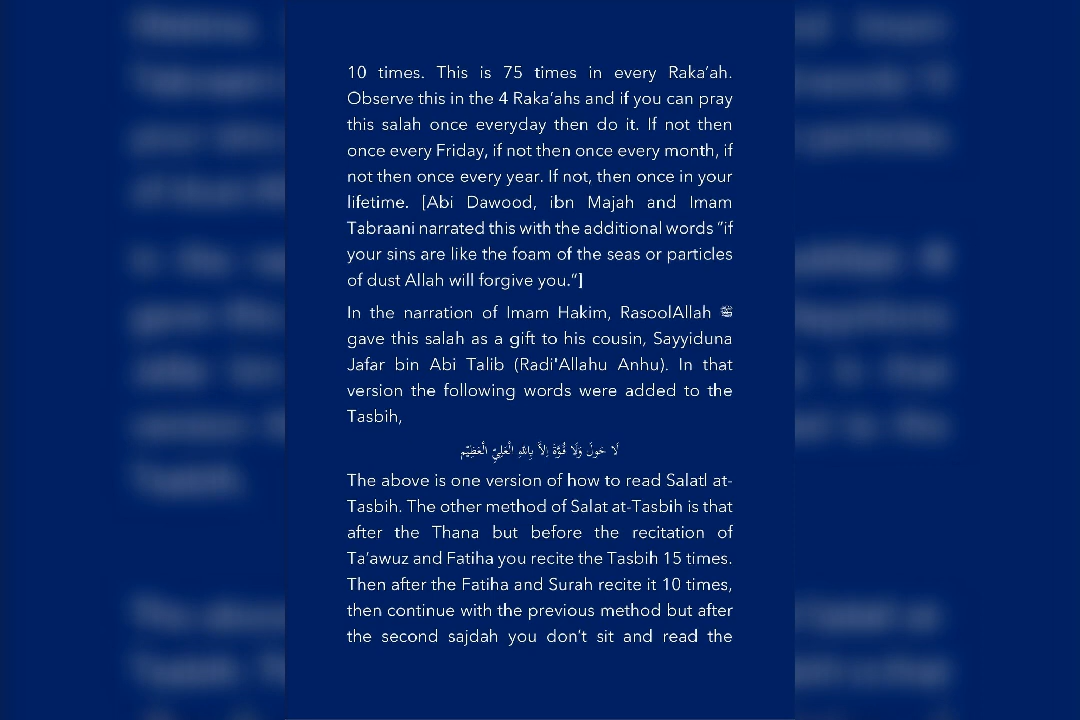 10 times. This is 75 times in every Raka’ah.
Observe this in the 4 Raka’ahs and if you can pray
this salah once everyday then do it. If not then
once every Friday, if not then once every month, if
not then once every year. If not, then once in your
lifetime. [Abi Dawood, ibn Majah and Imam
Tabraani narrated this with the additional words “if
your sins are like the foam of the seas or particles
of dust Allah will forgive you.”]
In the narration of Imam Hakim, RasoolAllah ﷺ
gave this salah as a gift to his cousin, Sayyiduna
Jafar bin Abi Talib (Radi'Allahu Anhu). In that
version the following words were added to the
Tasbih,
لَا حَولَ وَلَا قُوَّةَ اِلاَّ بِاللهِ الْعَلِيِّ الْعَظِيْم
The above is one version of how to read Salatl at-
Tasbih. The other method of Salat at-Tasbih is that
after the Thana but before the recitation of
Ta’awuz and Fatiha you recite the Tasbih 15 times.
Then after the Fatiha and Surah recite it 10 times,
then continue with the previous method but after
the second sajdah you don’t sit and read the